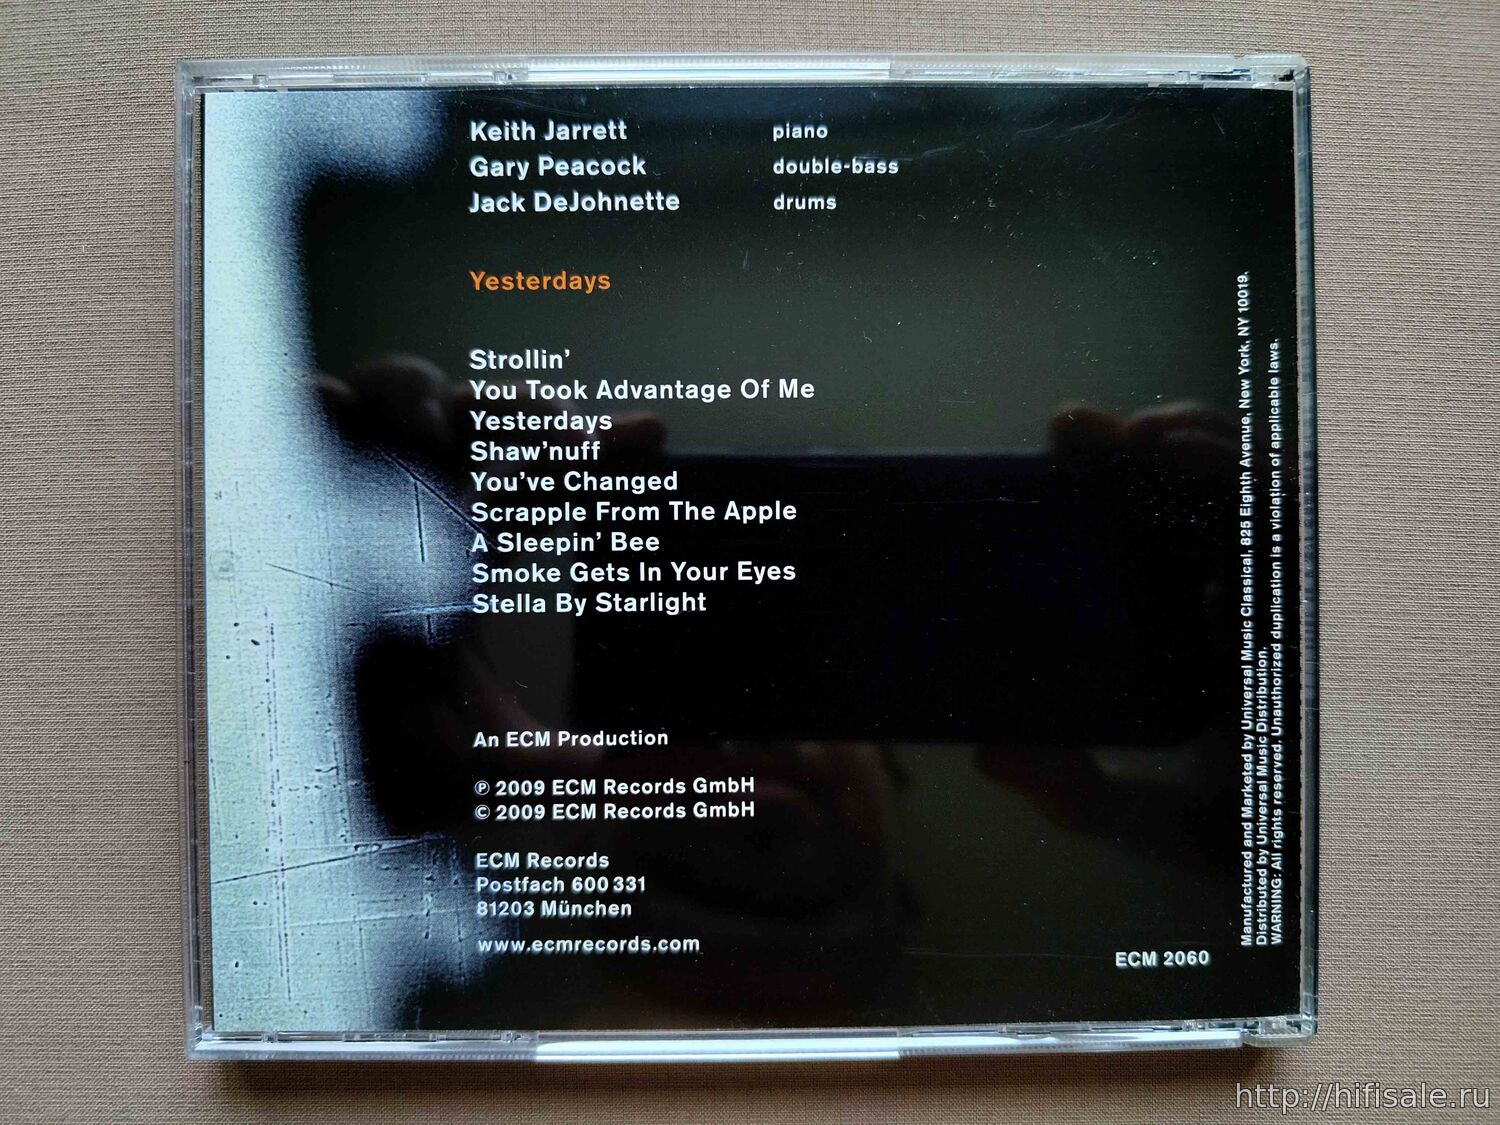 Keith Jarrett piano
Gary Peacock double-bass
Jack DeJohnette drums
Yesterdays
Strollin'
You Took Advantage Of Me
Yesterdays
Shaw'nuff
You've Changed
Scrapple From The Apple
A Sleepin' Bee
Smoke Gets In Your Eyes
Stella By Starlight
An ECM Production
℗ 2009 ECM Records GmbH
© 2009 ECM Records GmbH
ECM Records
Postfach 600 331
81203 München
www.ecmrecords.com
ECM 2060
Manufactured and Marketed by Universal Music Classical, 825 Eighth Avenue, New York, NY 10019.
Distributed by Universal Music Distribution.
WARNING: All rights reserved. Unauthorized duplication is a violation of applicable laws.
http://hifisale.ru